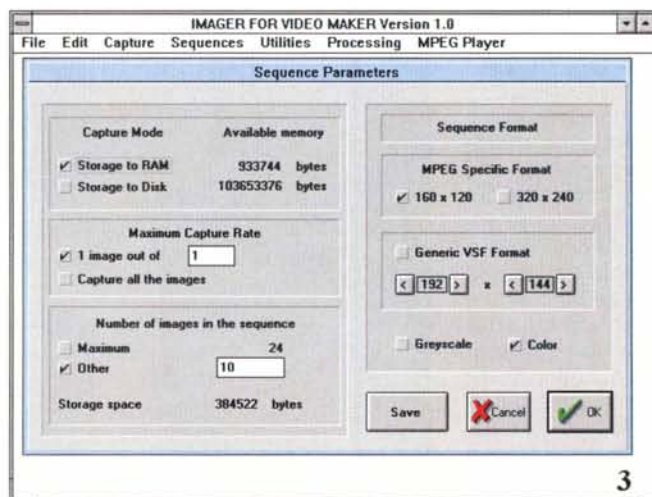 IMAGER FOR VIDEO MAKER Version 1.0
File Edit Capture Sequences Utilities Processing MPEG Player
Sequence Parameters
Capture Mode Available memory
Storage to RAM 933744 bytes
Storage to Disk 103653376 bytes
Maximum Capture Rate
1 image out of 1
Capture all the images
Number of images in the sequence
Maximum 24
Other 10
Storage space 384522 bytes
Sequence Format
MPEG Specific Format
160 x 120 320 x 240
Generic VSF Format
< 192 > x < 144 >
Greyscale Color
Save Cancel OK
3